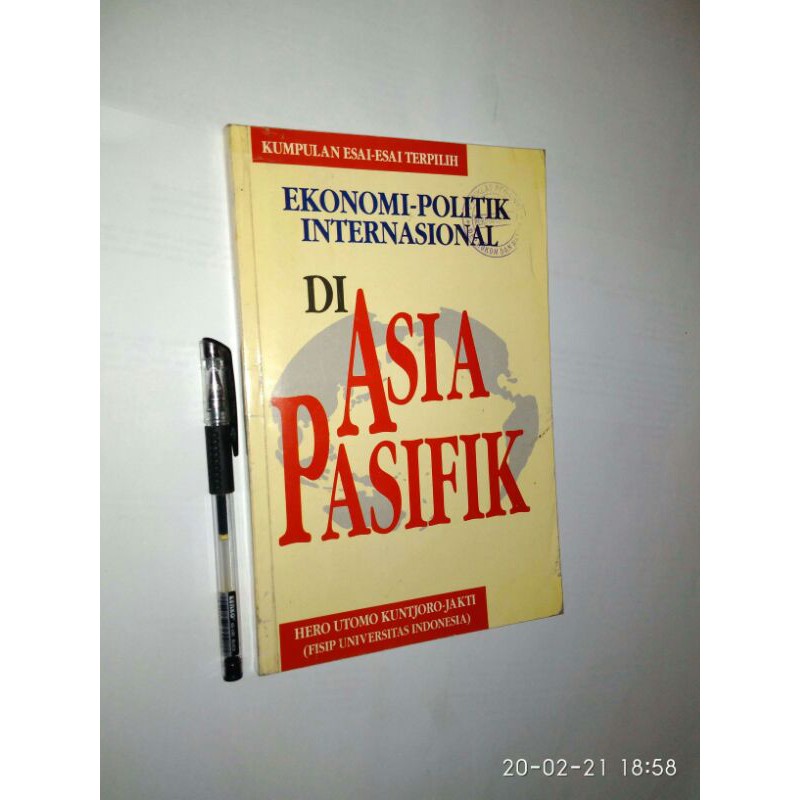 KUMPULAN ESAI-ESAI TERPILIH
EKONOMI-POLITIK
INTERNASIONAL
DI
ASIA
PASIFIK
HERO UTOMO KUNTJORO-JAKTI
(FISIP UNIVERSITAS INDONESIA)
20-02-21 18:58